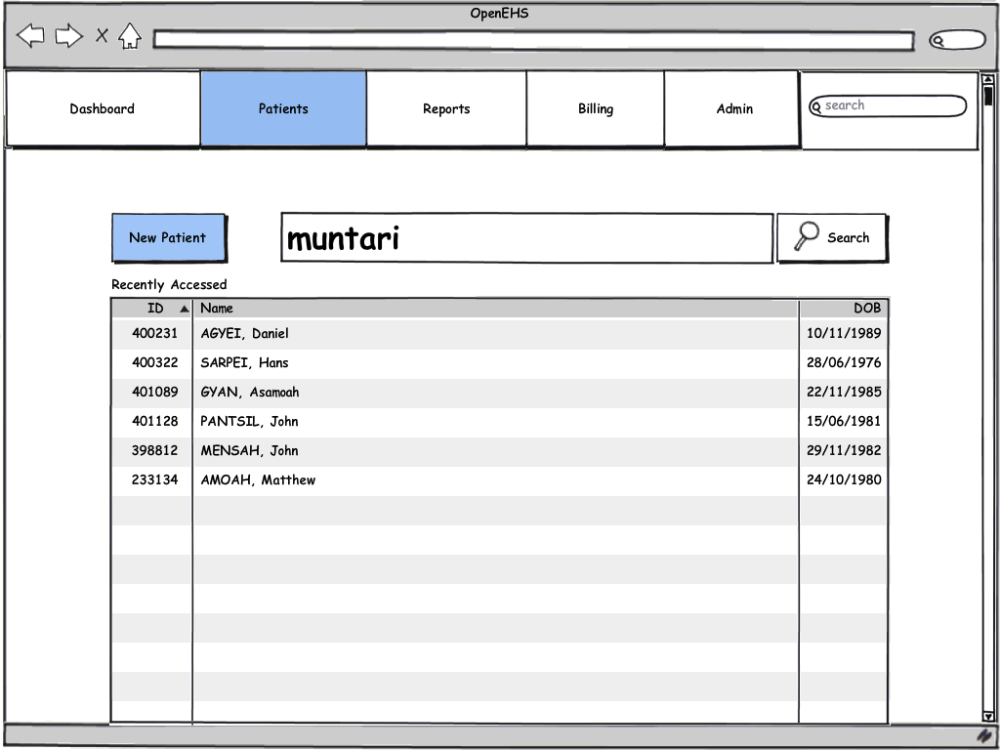 OpenEHS
Dashboard Patients Reports Billing Admin search
New Patient muntari Search
Recently Accessed
ID Name DOB
400231 AGYEI, Daniel 10/11/1989
400322 SARPEI, Hans 28/06/1976
401089 GYAN, Asamoah 22/11/1985
401128 PANTSIL, John 15/06/1981
398812 MENSAH, John 29/11/1982
233134 AMOAH, Matthew 24/10/1980